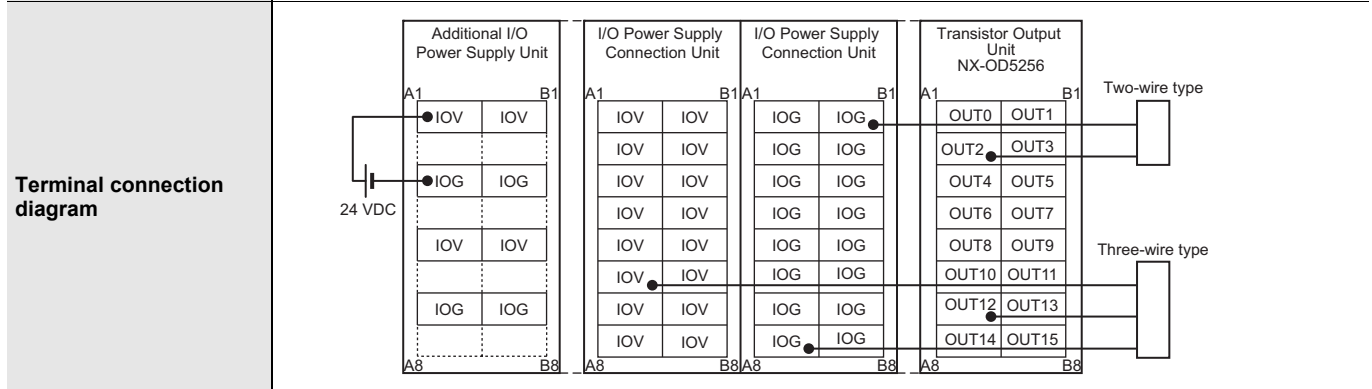 Terminal connection
diagram
Additional I/O
Power Supply Unit
I/O Power Supply
Connection Unit
I/O Power Supply
Connection Unit
Transistor Output
Unit
NX-OD5256
Two-wire type
A1 B1 A1 B1 A1 B1 A1 B1
IOV IOV IOV IOV IOG IOG OUT0 OUT1
IOV IOV IOG IOG OUT2 OUT3
IOG IOG IOV IOV IOG IOG OUT4 OUT5
24 VDC
IOV IOV IOG IOG OUT6 OUT7
IOV IOV IOV IOV IOG IOG OUT8 OUT9
Three-wire type
IOV IOV IOG IOG OUT10 OUT11
IOG IOG IOV IOV IOG IOG OUT12 OUT13
IOV IOV IOG IOG OUT14 OUT15
A8 B8 A8 B8 A8 B8 A8 B8